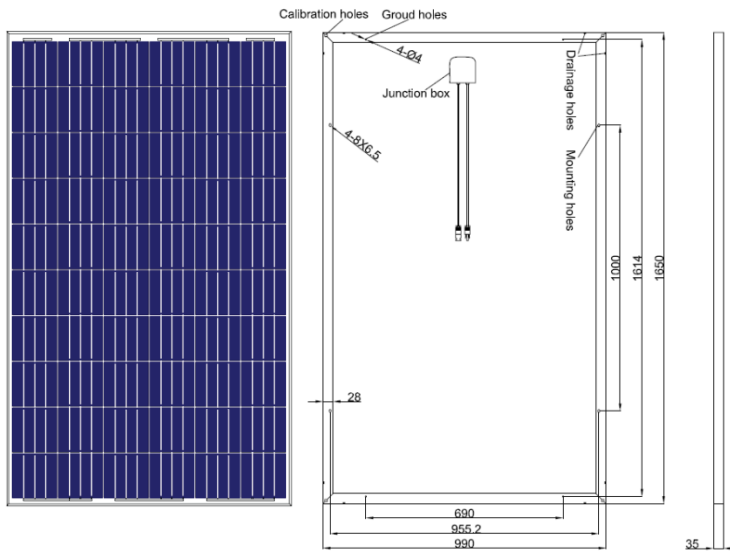 Calibration holes
Groud holes
4-Ø4
Junction box
Drainage holes
4-8X6.5
Mounting holes
1000
1614
1650
28
690
955.2
990
35